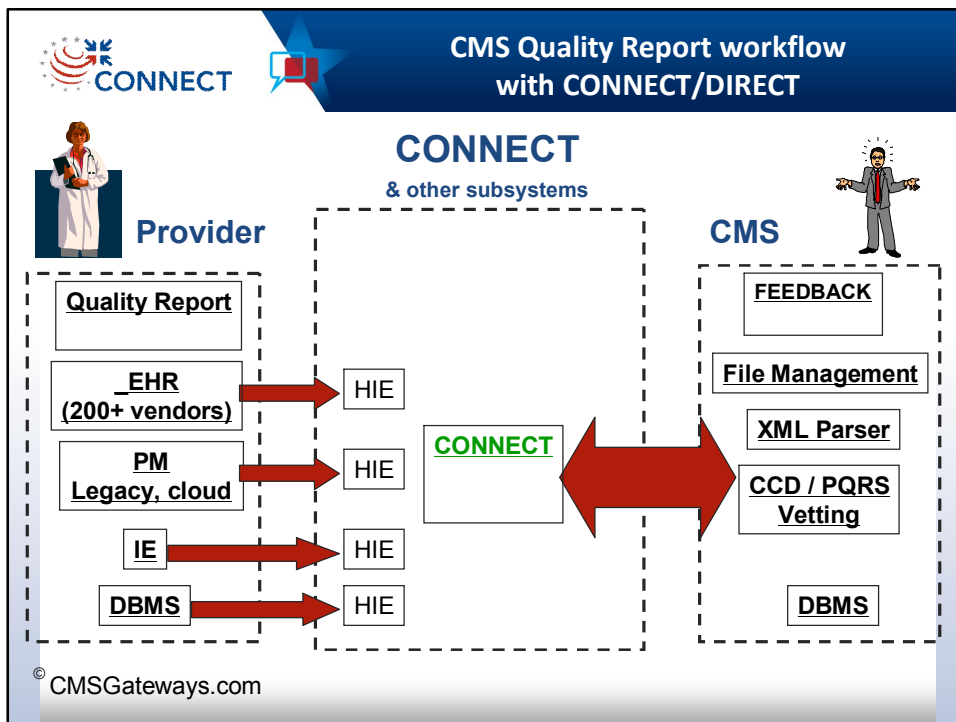 CONNECT
CMS Quality Report workflow
with CONNECT/DIRECT
CONNECT
& other subsystems
Provider
CMS
Quality Report
_EHR
(200+ vendors)
PM
Legacy, cloud
IE
DBMS
HIE
HIE
HIE
HIE
CONNECT
FEEDBACK
File Management
XML Parser
CCD / PQRS
Vetting
DBMS
© CMSGateways.com